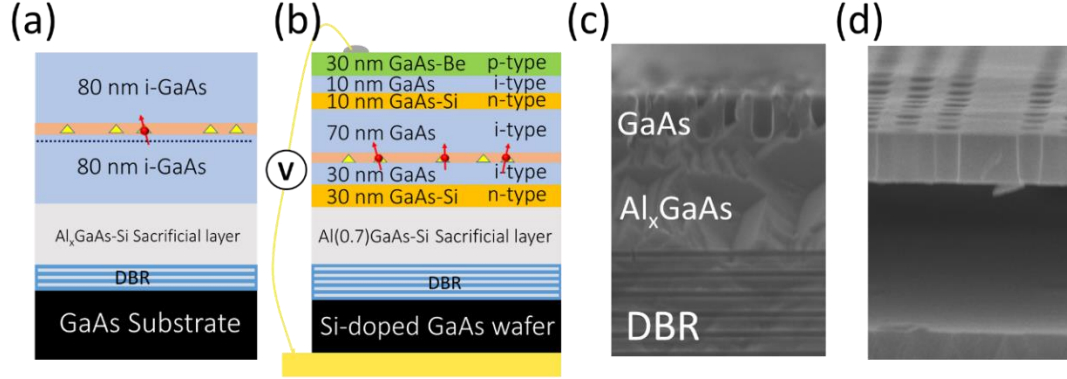 (a)
80 nm i-GaAs
80 nm i-GaAs
AlxGaAs-Si Sacrificial layer
DBR
GaAs Substrate
(b)
30 nm GaAs-Be p-type
10 nm GaAs i-type
10 nm GaAs-Si n-type
70 nm GaAs i-type
30 nm GaAs i-type
30 nm GaAs-Si n-type
V
Al(0.7)GaAs-Si Sacrificial layer
DBR
Si-doped GaAs wafer
(c)
GaAs
AlxGaAs
DBR
(d)